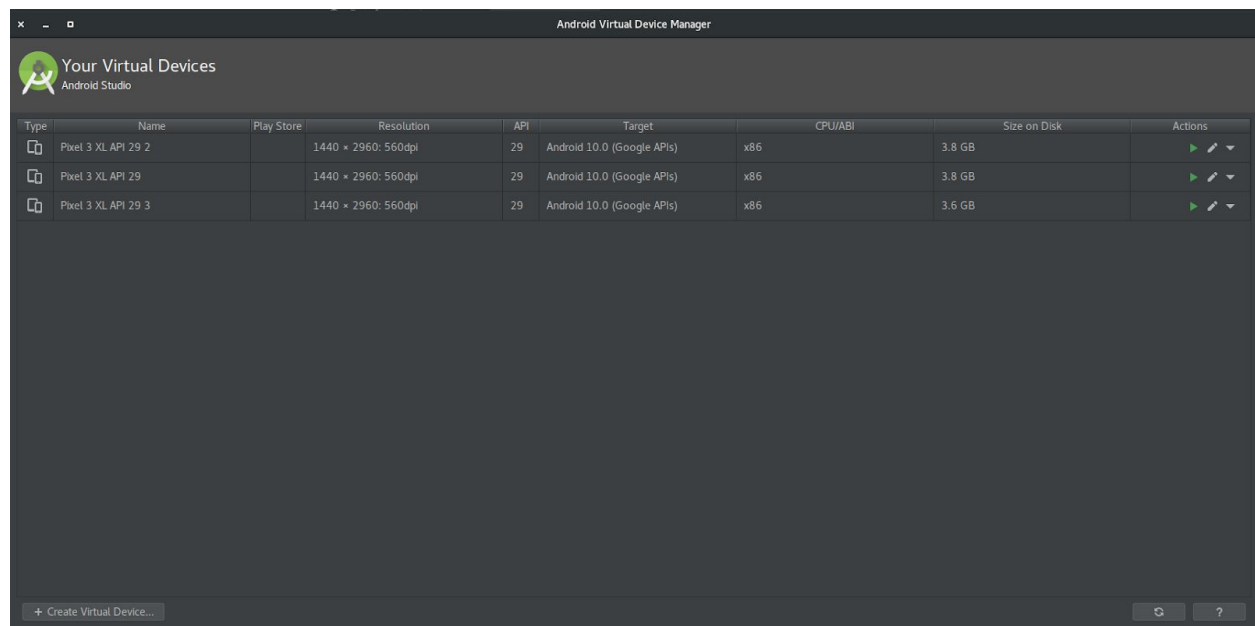 Android Virtual Device Manager
Your Virtual Devices
Android Studio
Type Name Play Store Resolution API Target CPU/ABI Size on Disk Actions
Pixel 3 XL API 29 2 1440 × 2960: 560dpi 29 Android 10.0 (Google APIs) x86 3.8 GB
Pixel 3 XL API 29 1440 × 2960: 560dpi 29 Android 10.0 (Google APIs) x86 3.8 GB
Pixel 3 XL API 29 3 1440 × 2960: 560dpi 29 Android 10.0 (Google APIs) x86 3.6 GB
+ Create Virtual Device... ?